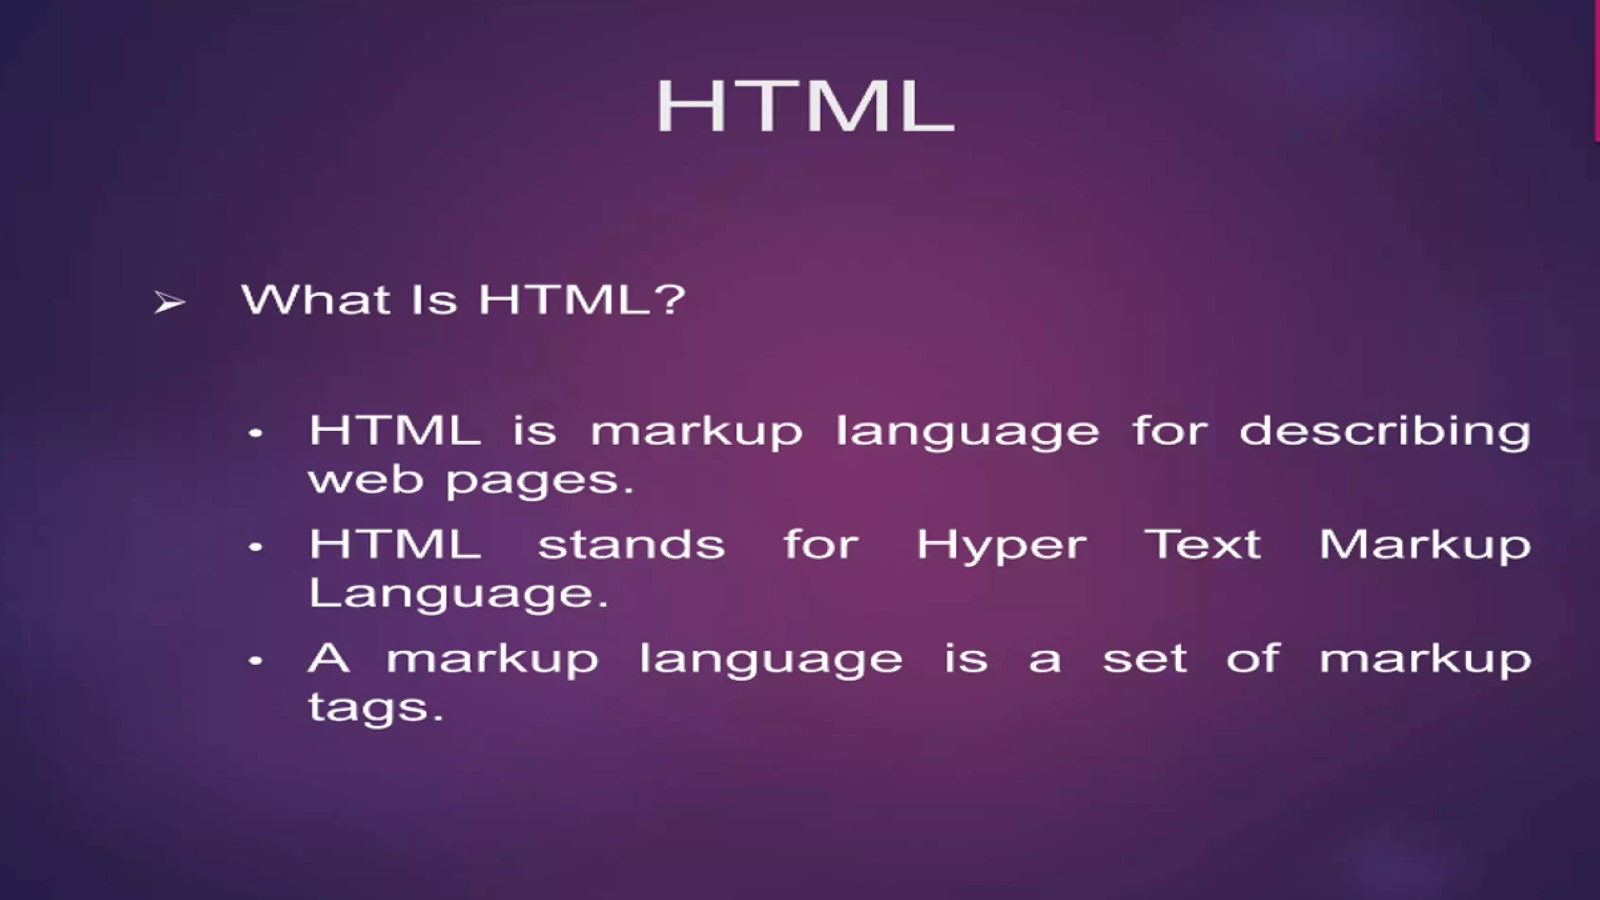 HTML
➢ What Is HTML?
• HTML is markup language for describing
web pages.
• HTML stands for Hyper Text Markup
Language.
• A markup language is a set of markup
tags.